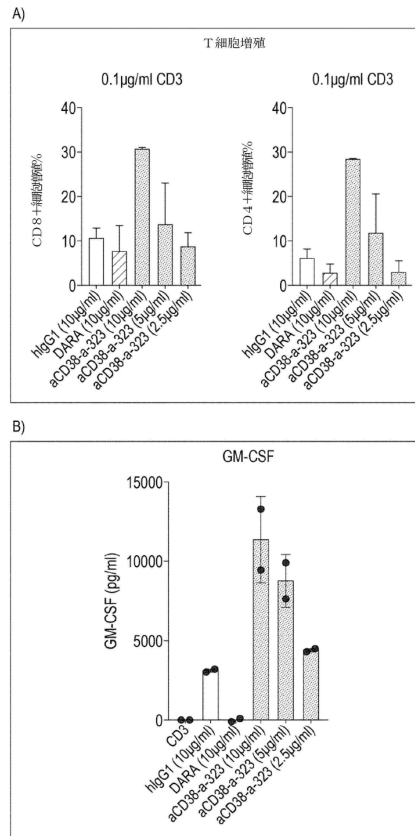 A)
T細胞増殖
0.1μg/ml CD3
CD8+細胞増殖%
40
30
20
10
0
hIgG1 (10μg/ml)
DARA (10μg/ml)
aCD38-a-323 (10μg/ml)
aCD38-a-323 (5μg/ml)
aCD38-a-323 (2.5μg/ml)
0.1μg/ml CD3
CD4+細胞増殖%
40
30
20
10
0
hIgG1 (10μg/ml)
DARA (10μg/ml)
aCD38-a-323 (10μg/ml)
aCD38-a-323 (5μg/ml)
aCD38-a-323 (2.5μg/ml)
B)
GM-CSF
GM-CSF (pg/ml)
15000
10000
5000
0
CD3
hIgG1 (10μg/ml)
DARA (10μg/ml)
aCD38-a-323 (10μg/ml)
aCD38-a-323 (5μg/ml)
aCD38-a-323 (2.5μg/ml)